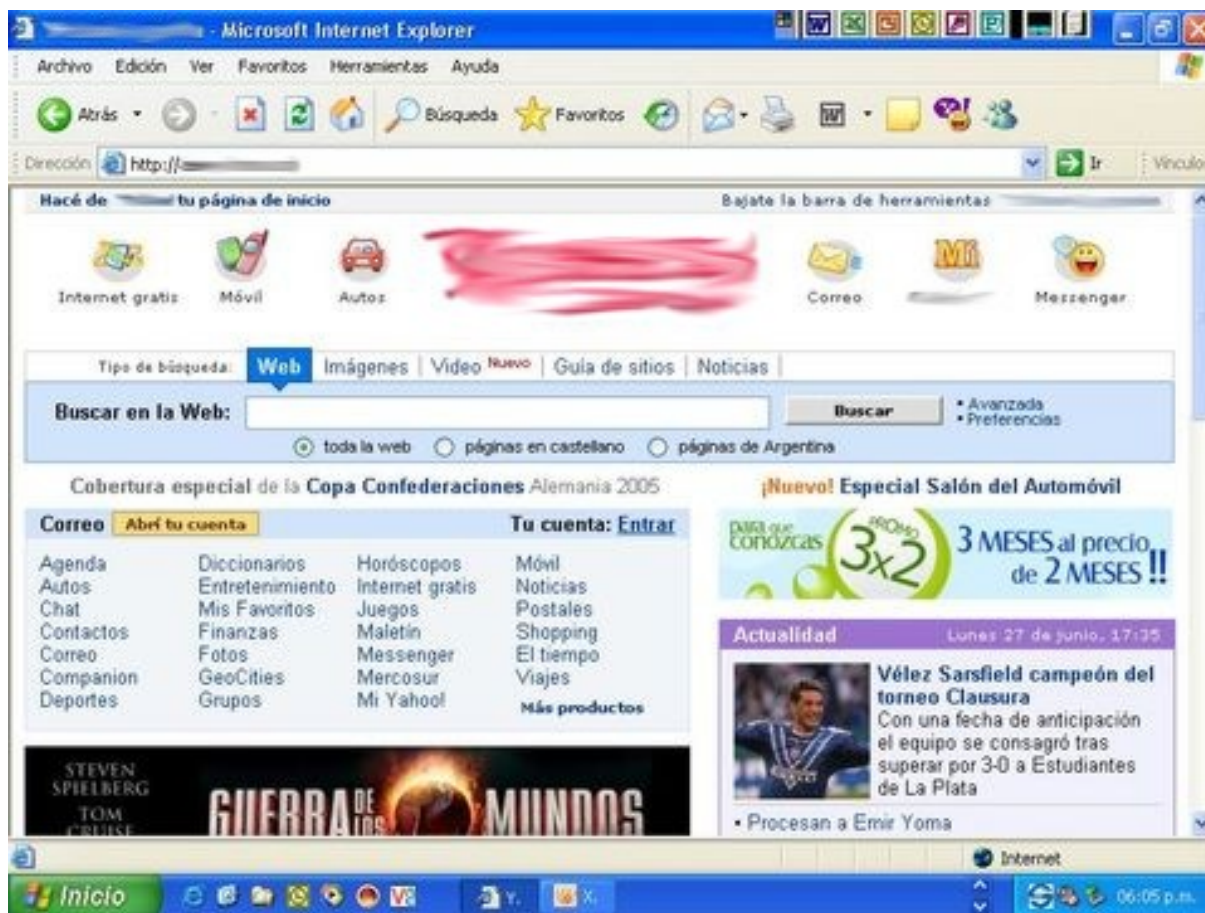 - Microsoft Internet Explorer
Archivo Edición Ver Favoritos Herramientas Ayuda
Atrás Búsqueda Favoritos
Dirección http:// Ir Vínculo
Hacé de tu página de inicio Bajate la barra de herramientas
Mi
Internet gratis Móvil Autos Correo Messenger
Tipo de búsqueda: Web Imágenes Video Nuevo Guía de sitios Noticias
Buscar en la Web: Buscar • Avanzada
• Preferencias
toda la web páginas en castellano páginas de Argentina
Cobertura especial de la Copa Confederaciones Alemania 2005 ¡Nuevo! Especial Salón del Automóvil
Correo Abrí tu cuenta Tu cuenta: Entrar
Agenda Diccionarios Horóscopos Móvil
Autos Entretenimiento Internet gratis Noticias
Chat Mis Favoritos Juegos Postales
Contactos Finanzas Maletín Shopping
Correo Fotos Messenger El tiempo
Companion GeoCities Mercosur Viajes
Deportes Grupos Mi Yahoo! Más productos
para que
conozcas PROMO
3x2 3 MESES al precio
de 2 MESES !!
Actualidad Lunes 27 de junio, 17:35
Vélez Sarsfield campeón del
torneo Clausura
Con una fecha de anticipación
el equipo se consagró tras
superar por 3-0 a Estudiantes
de La Plata
• Procesan a Emir Yoma
STEVEN
SPIELBERG
TOM
CRUISE
GUERRA DE LOS MUNDOS
Internet
Inicio Y. X. 06:05 p.m.